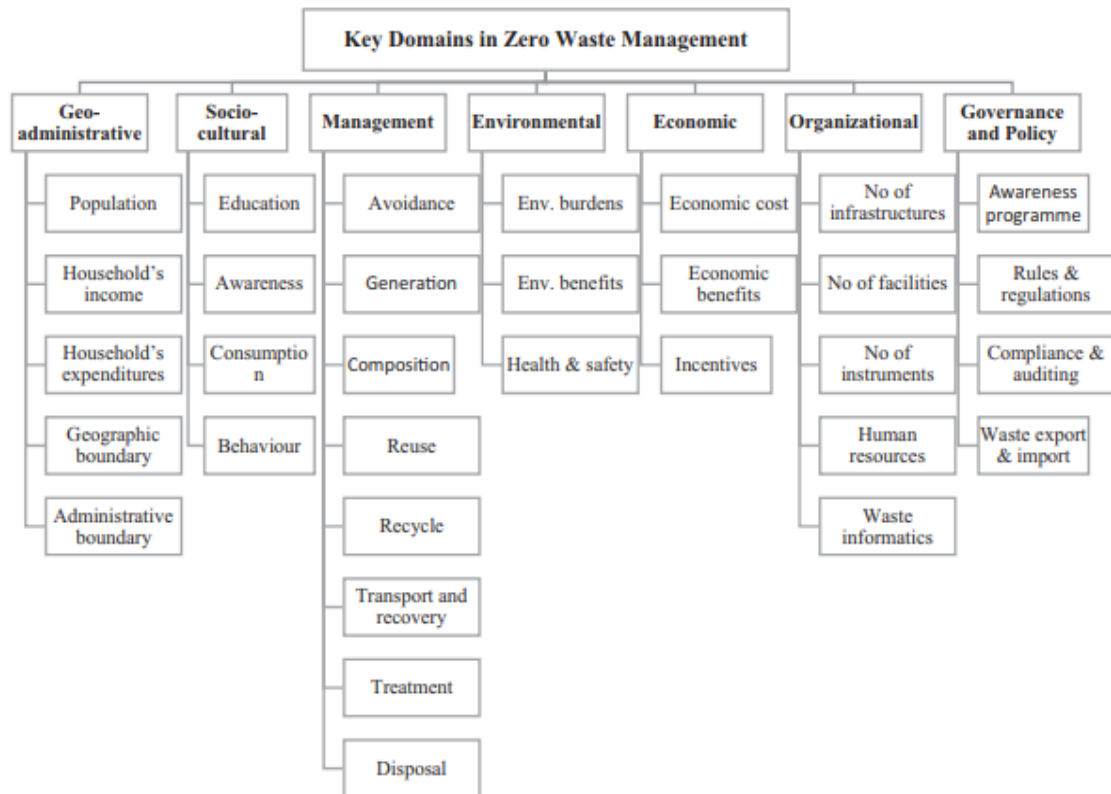 Key Domains in Zero Waste Management
Geo-
administrative
Population
Household's
income
Household's
expenditures
Geographic
boundary
Administrative
boundary
Socio-
cultural
Education
Awareness
Consumptio
n
Behaviour
Management
Avoidance
Generation
Composition
Reuse
Recycle
Transport and
recovery
Treatment
Disposal
Environmental
Env. burdens
Env. benefits
Health & safety
Economic
Economic cost
Economic
benefits
Incentives
Organizational
No of
infrastructures
No of facilities
No of
instruments
Human
resources
Waste
informatics
Governance
and Policy
Awareness
programme
Rules &
regulations
Compliance &
auditing
Waste export
& import